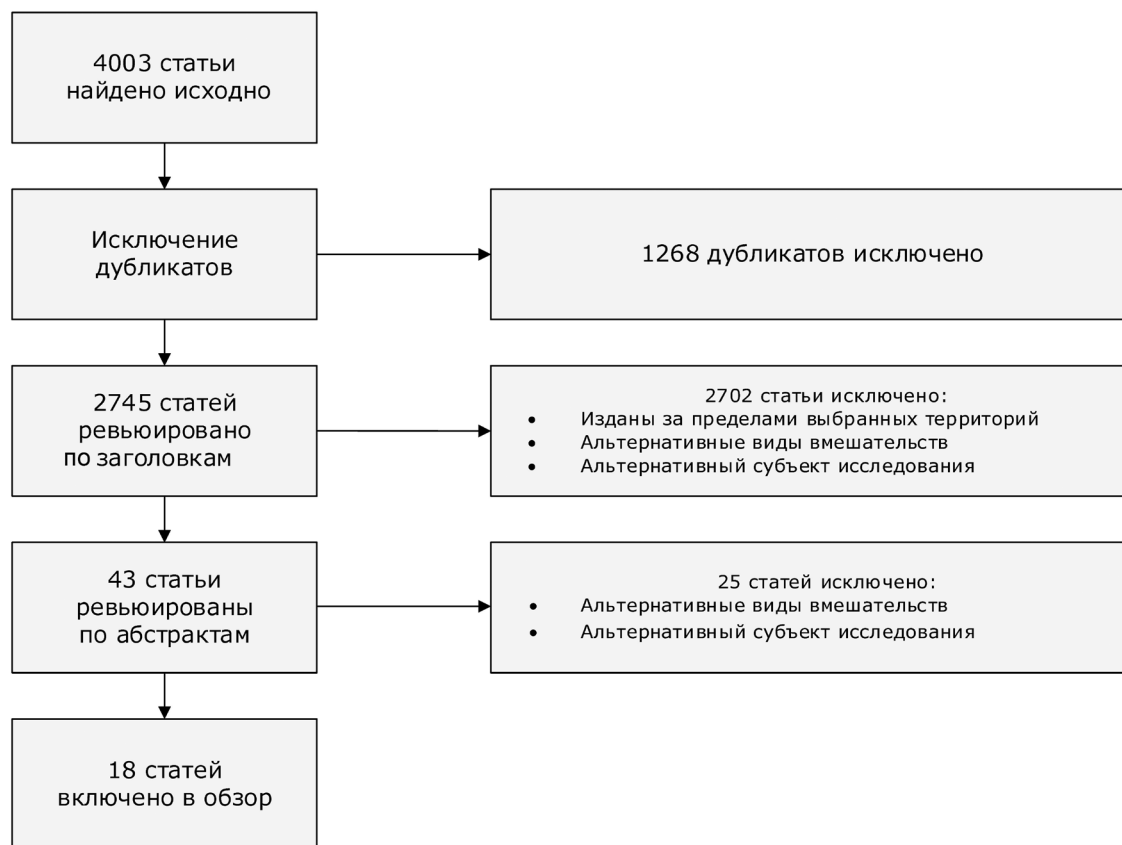 4003 статьи
найдено исходно
Исключение
дубликатов
1268 дубликатов исключено
2745 статей
ревьюировано
по заголовкам
2702 статьи исключено:
• Изданы за пределами выбранных территорий
• Альтернативные виды вмешательств
• Альтернативный субъект исследования
43 статьи
ревьюированы
по абстрактам
25 статей исключено:
• Альтернативные виды вмешательств
• Альтернативный субъект исследования
18 статей
включено в обзор